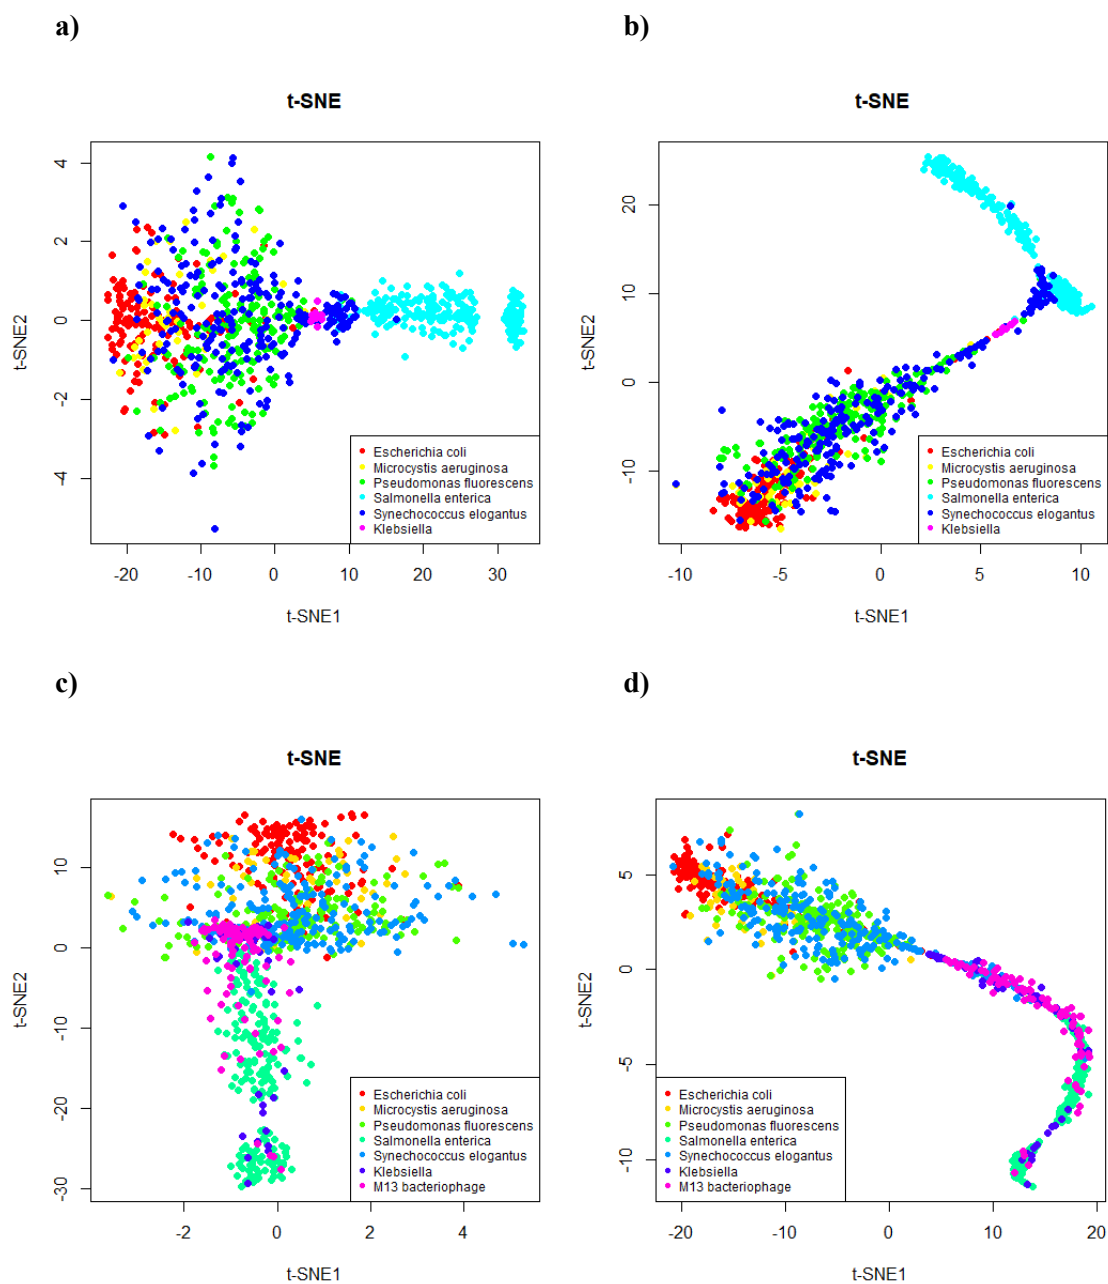 a)
t-SNE
t-SNE2
4
2
0
-2
-4
Escherichia coli
Microcystis aeruginosa
Pseudomonas fluorescens
Salmonella enterica
Synechococcus elogantus
Klebsiella
-20
-10
0
10
20
30
t-SNE1
b)
t-SNE
t-SNE2
20
10
0
-10
Escherichia coli
Microcystis aeruginosa
Pseudomonas fluorescens
Salmonella enterica
Synechococcus elogantus
Klebsiella
-10
-5
0
5
10
t-SNE1
c)
t-SNE
t-SNE2
10
0
-10
-20
-30
Escherichia coli
Microcystis aeruginosa
Pseudomonas fluorescens
Salmonella enterica
Synechococcus elogantus
Klebsiella
M13 bacteriophage
-2
0
2
4
t-SNE1
d)
t-SNE
t-SNE2
5
0
-5
-10
Escherichia coli
Microcystis aeruginosa
Pseudomonas fluorescens
Salmonella enterica
Synechococcus elogantus
Klebsiella
M13 bacteriophage
-20
-10
0
10
20
t-SNE1